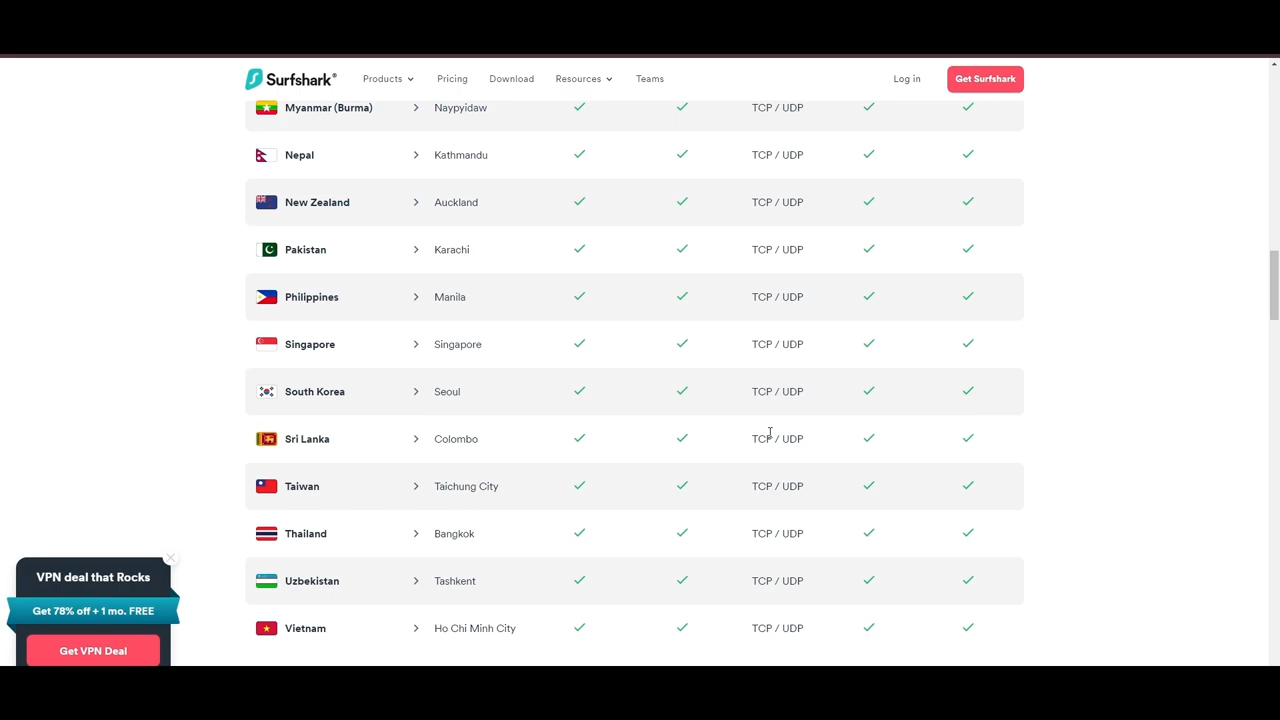 Surfshark®
Products Pricing Download Resources Teams Log in Get Surfshark
Myanmar (Burma) Naypyidaw TCP / UDP
Nepal Kathmandu TCP / UDP
New Zealand Auckland TCP / UDP
Pakistan Karachi TCP / UDP
Philippines Manila TCP / UDP
Singapore Singapore TCP / UDP
South Korea Seoul TCP / UDP
Sri Lanka Colombo TCP / UDP
Taiwan Taichung City TCP / UDP
Thailand Bangkok TCP / UDP
Uzbekistan Tashkent TCP / UDP
Vietnam Ho Chi Minh City TCP / UDP
VPN deal that Rocks
Get 78% off + 1 mo. FREE
Get VPN Deal